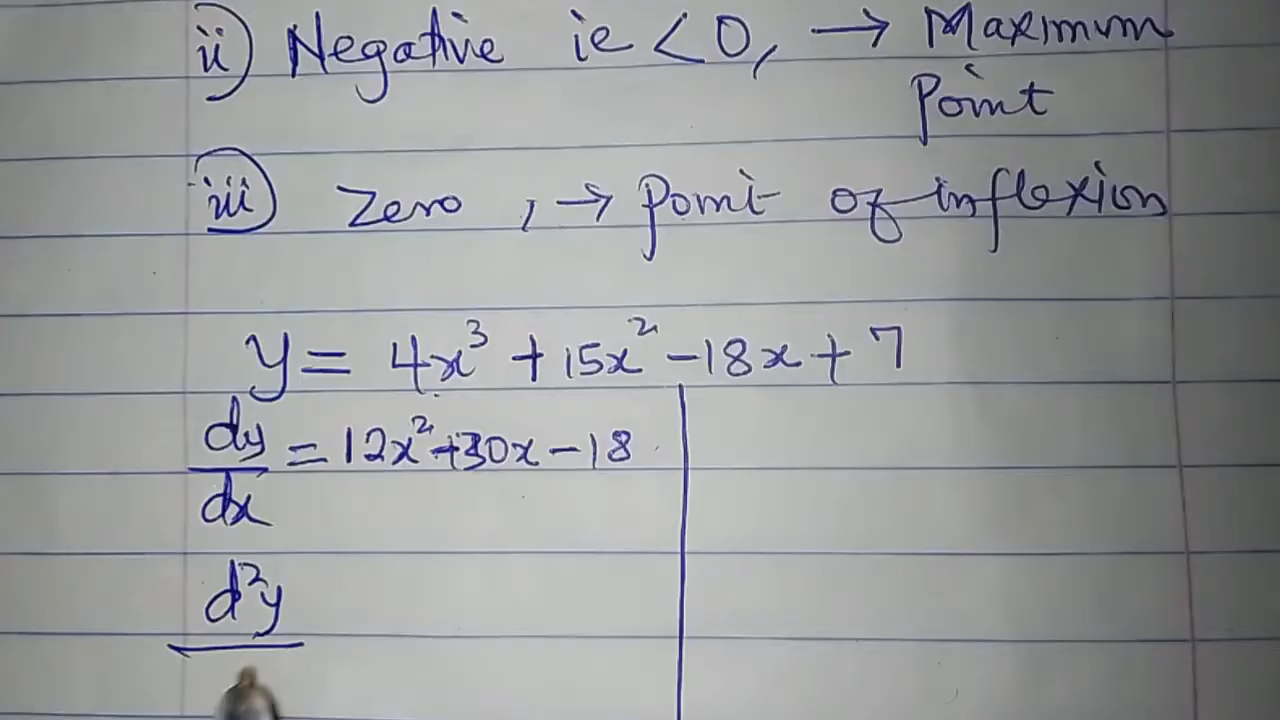 ii) Negative ie < 0, → Maximum
Point
iii) Zero , → Point of inflexion
y = 4x³ + 15x² - 18x + 7
dy/dx = 12x² + 30x - 18
d²y